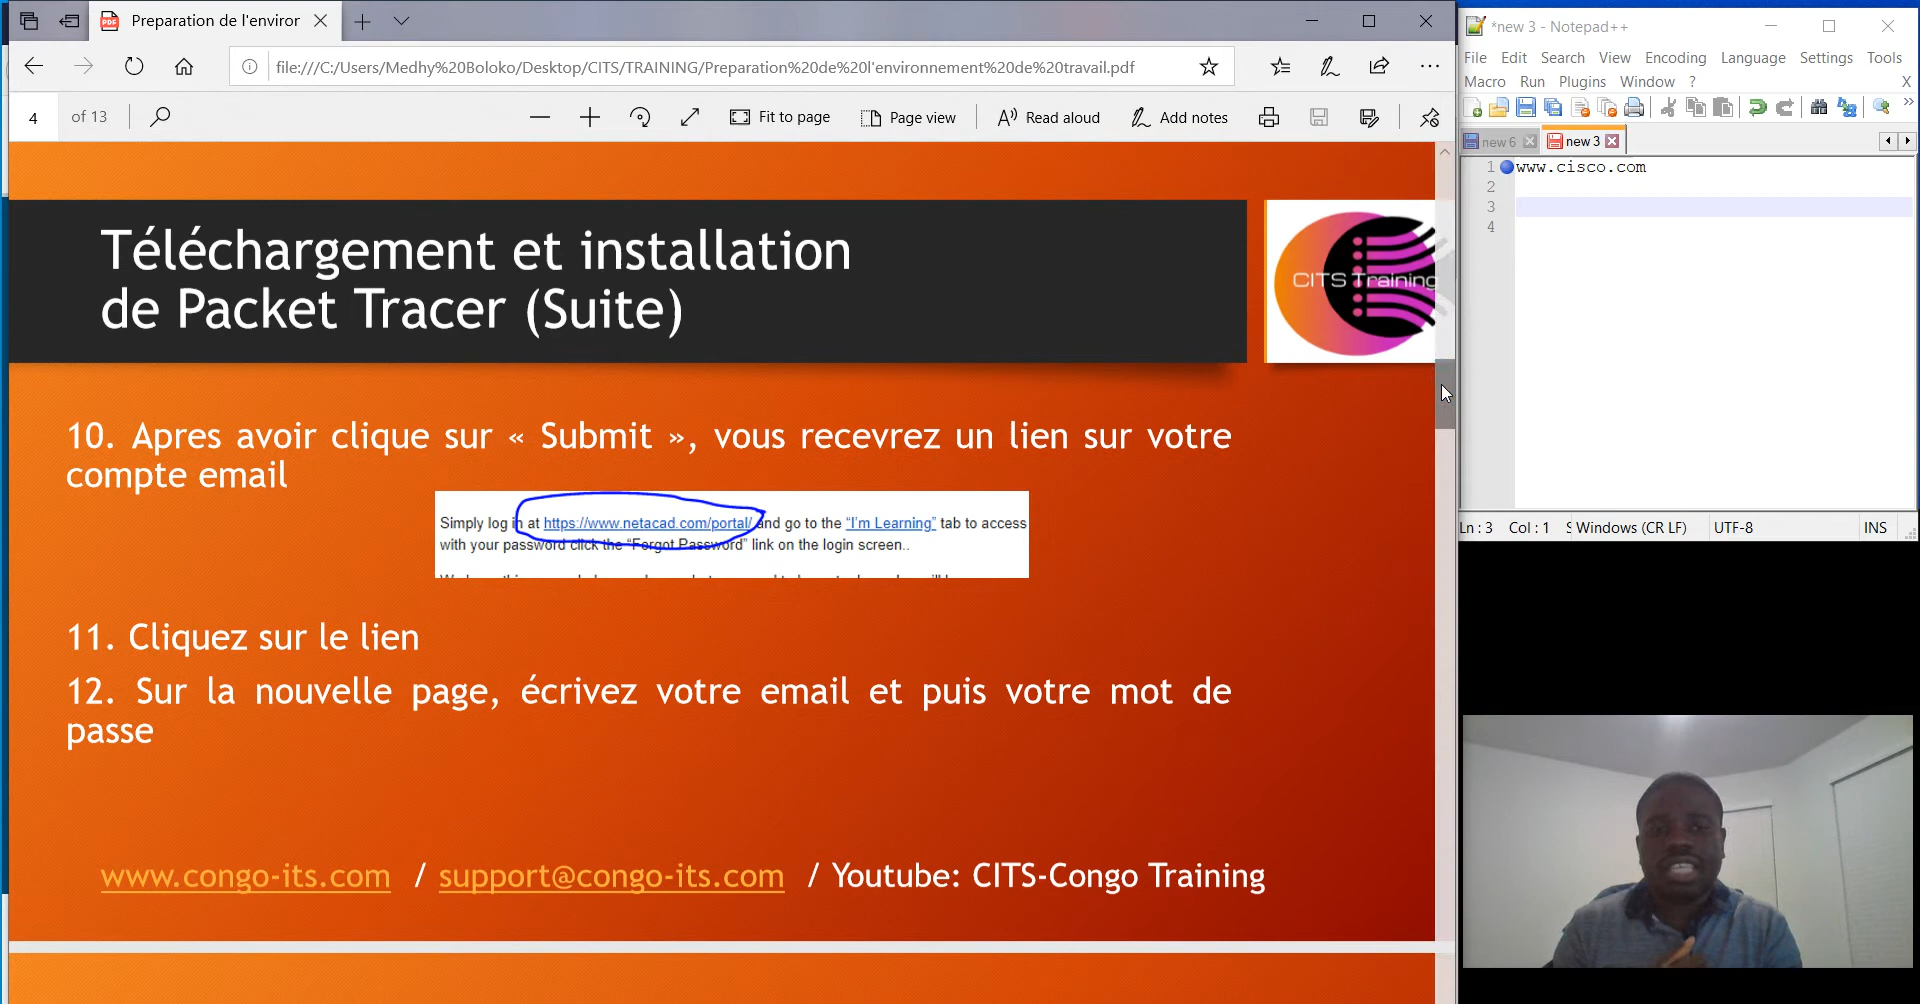 Preparation de l'environ
file:///C:/Users/Medhy%20Boloko/Desktop/CITS/TRAINING/Preparation%20de%20l'environnement%20de%20travail.pdf
4 of 13
Fit to page
Page view
Read aloud
Add notes
Téléchargement et installation
de Packet Tracer (Suite)
CITS Training
10. Apres avoir clique sur « Submit », vous recevrez un lien sur votre
compte email
Simply log in at https://www.netacad.com/portal/ and go to the "I'm Learning" tab to access
with your password click the "Forgot Password" link on the login screen..
11. Cliquez sur le lien
12. Sur la nouvelle page, écrivez votre email et puis votre mot de
passe
www.congo-its.com / support@congo-its.com / Youtube: CITS-Congo Training
*new 3 - Notepad++
File Edit Search View Encoding Language Settings Tools
Macro Run Plugins Window ? X
new 6
new 3
1 www.cisco.com
2
3
4
Ln : 3 Col : 1 S Windows (CR LF) UTF-8 INS